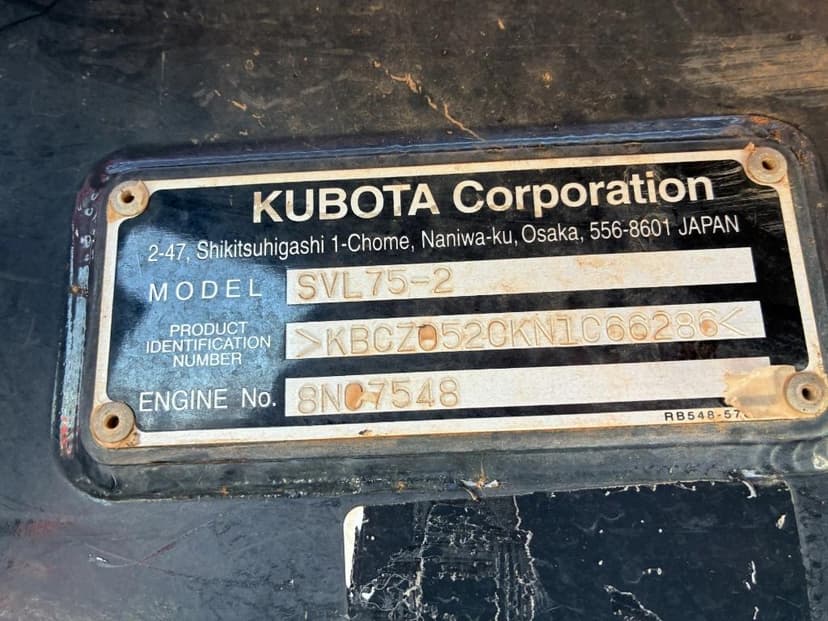 KUBOTA Corporation
2-47, Shikitsuhigashi 1-Chome, Naniwa-ku, Osaka, 556-8601 JAPAN
MODEL SVL75-2
PRODUCT IDENTIFICATION NUMBER >KBCZ052CKN1C66286<
ENGINE No. 8NC7548